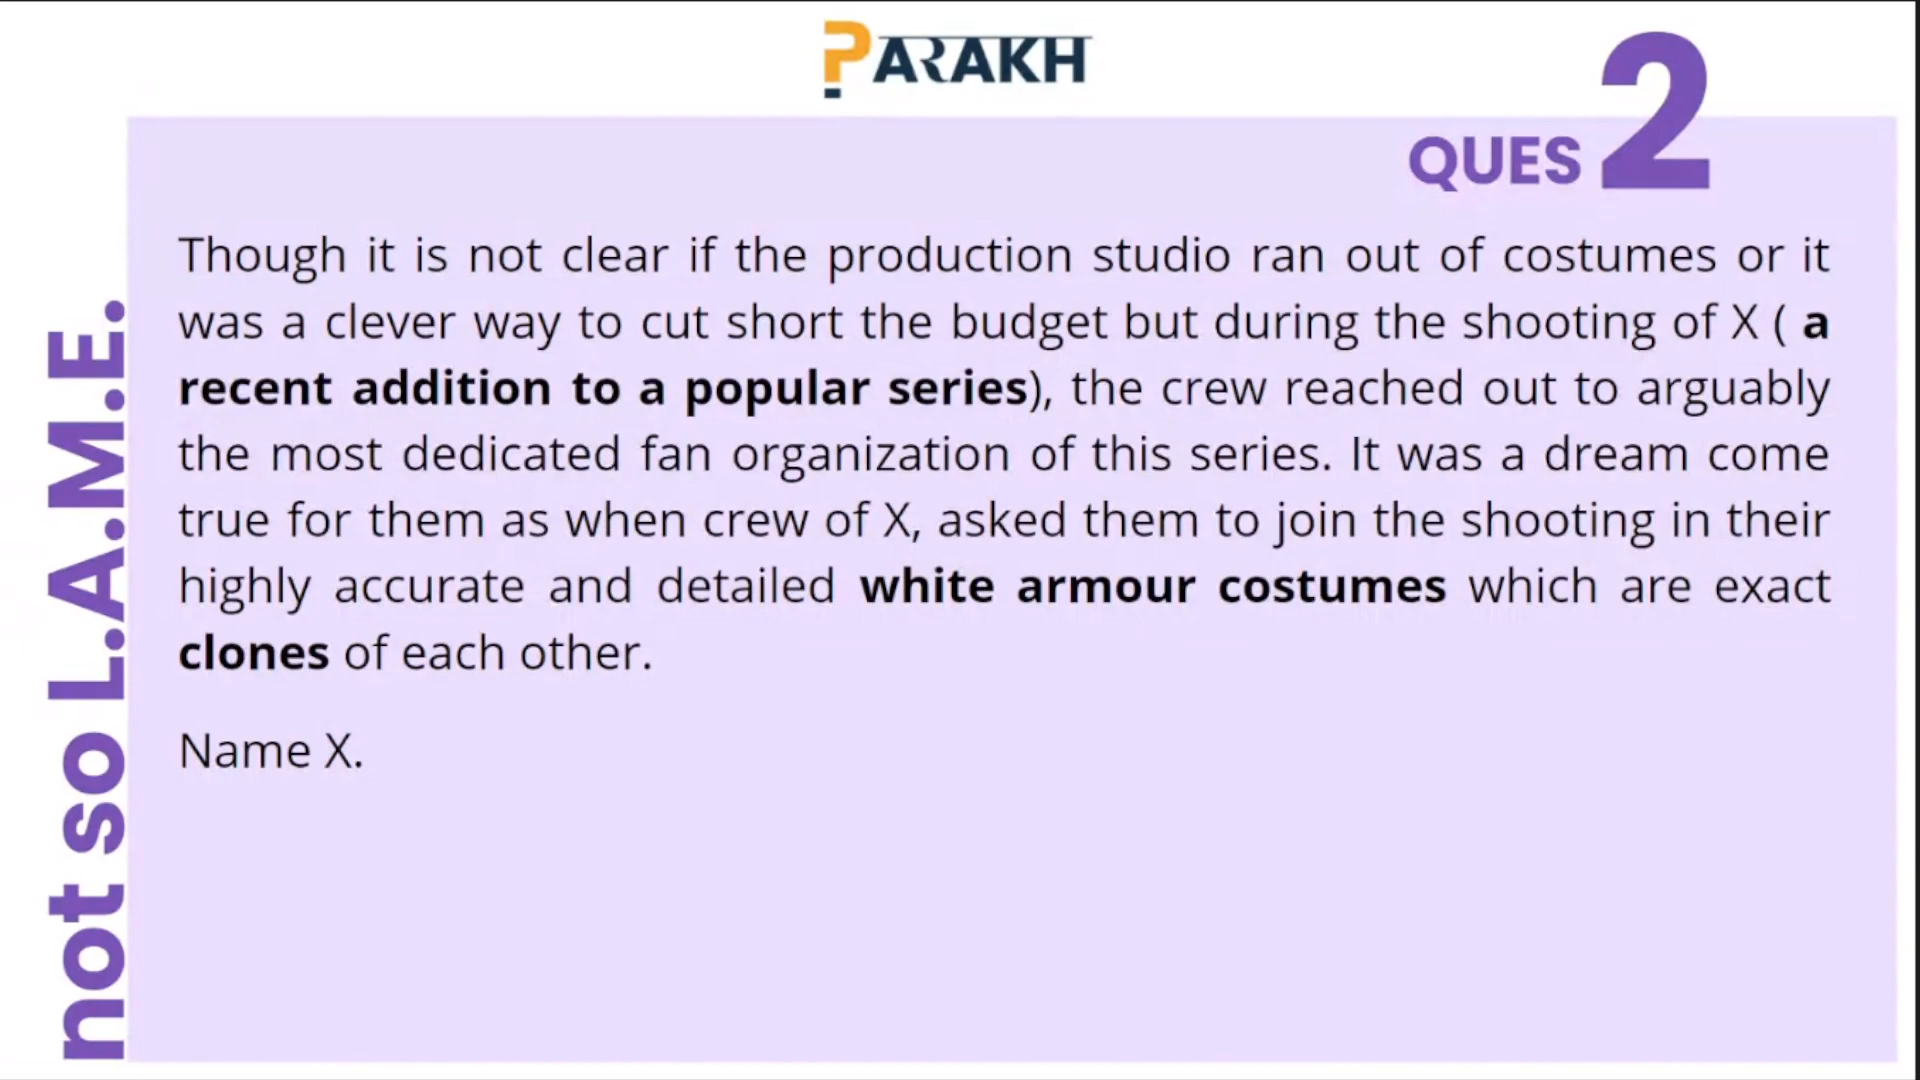 PARAKH
QUES 2
Though it is not clear if the production studio ran out of costumes or it
was a clever way to cut short the budget but during the shooting of X ( a
recent addition to a popular series), the crew reached out to arguably
the most dedicated fan organization of this series. It was a dream come
true for them as when crew of X, asked them to join the shooting in their
highly accurate and detailed white armour costumes which are exact
clones of each other.
Name X.
not so L.A.M.E.